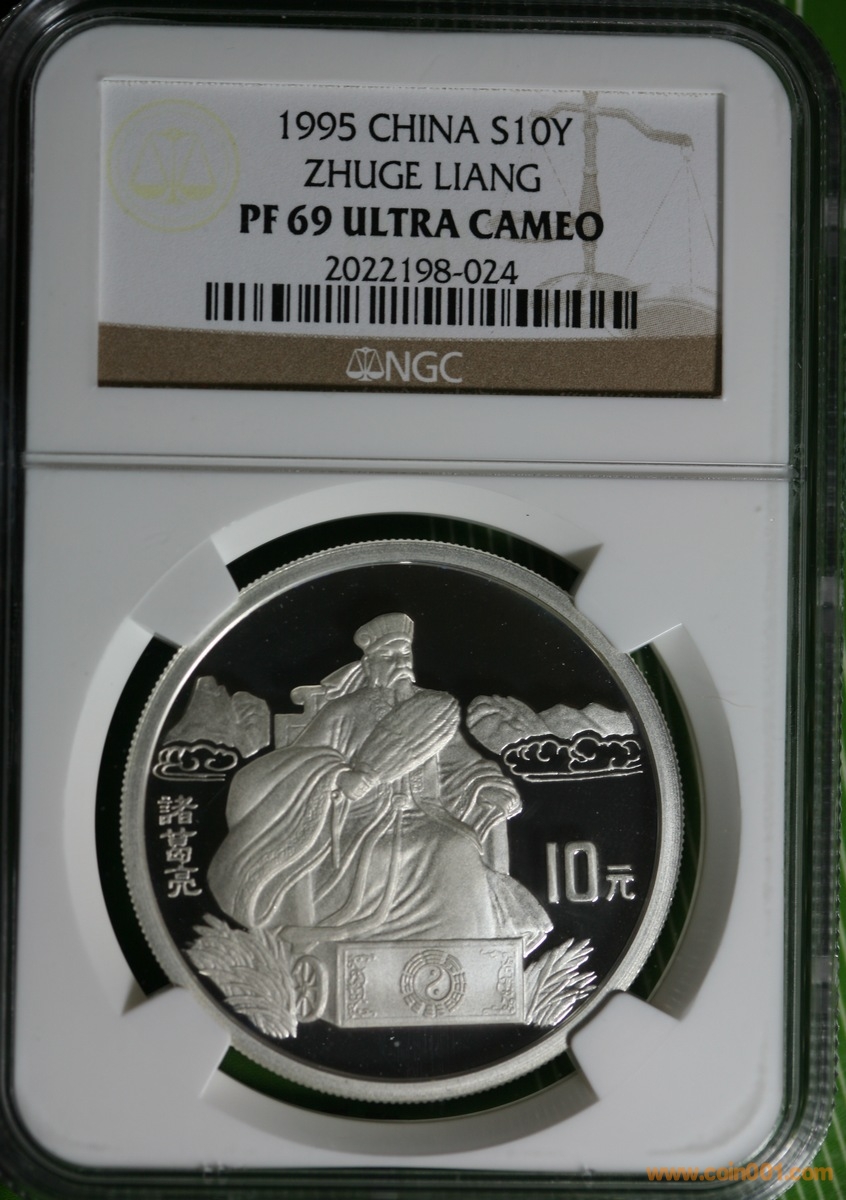 1995 CHINA S10Y
ZHUGE LIANG
PF 69 ULTRA CAMEO
2022198-024
NGC
諸葛亮
10元
www.coin001.com